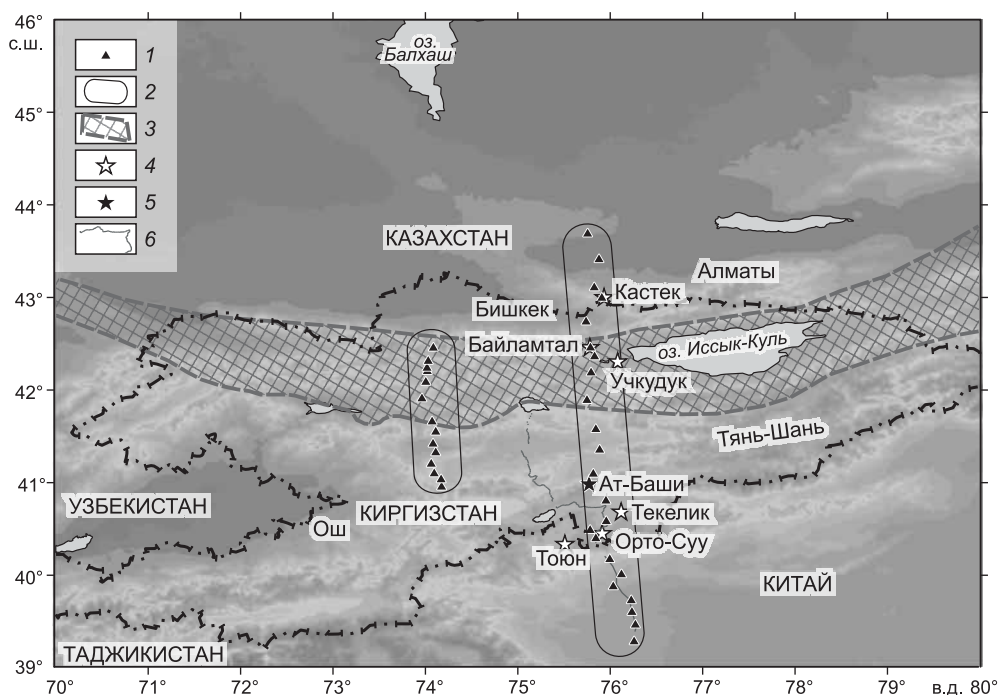 46°
с.ш.
45°
44°
43°
42°
41°
40°
39°
1
2
3
4
5
6
оз.
Балхаш
КАЗАХСТАН
Алматы
Кастек
Бишкек
Байламтал
оз. Иссык-Куль
Учкудук
Тянь-Шань
Ат-Баши
УЗБЕКИСТАН
КИРГИЗСТАН
Текелик
Ош
Орто-Суу
Тоюн
КИТАЙ
ТАДЖИКИСТАН
70° 71° 72° 73° 74° 75° 76° 77° 78° 79° в.д. 80°